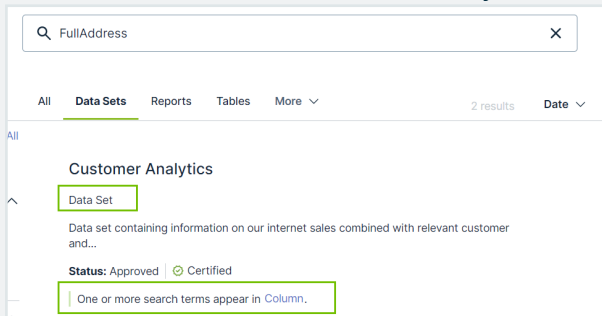 FullAddress
All Data Sets Reports Tables More 2 results Date
All
Customer Analytics
Data Set
Data set containing information on our internet sales combined with relevant customer
and...
Status: Approved Certified
One or more search terms appear in Column.